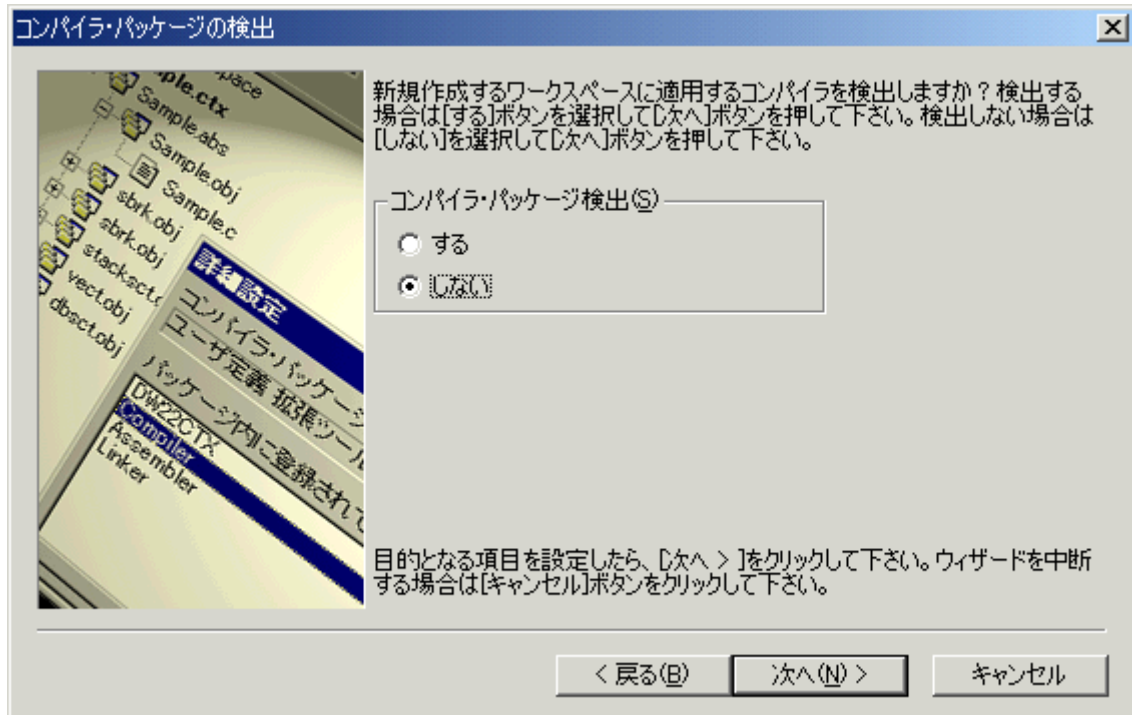 コンパイラ・パッケージの検出
新規作成するワークスペースに適用するコンパイラを検出しますか？検出する
場合は[する]ボタンを選択して[次へ]ボタンを押して下さい。検出しない場合は
[しない]を選択して[次へ]ボタンを押して下さい。
コンパイラ・パッケージ検出(S)
する
しない
space
ple.ctx
Sample.abs
Sample.obj
Sample.c
sbrk.obj
sbrk.obj
stacksct.
vect.obj
dbsct.obj
詳細設定
コンパイラ・パッケージ
ユーザ定義 拡張ツール
パッケージ内に登録されて
DW22CTX
Compiler
Assembler
Linker
目的となる項目を設定したら、[次へ > ]をクリックして下さい。ウィザードを中断
する場合は[キャンセル]ボタンをクリックして下さい。
< 戻る(B)
次へ(N) >
キャンセル